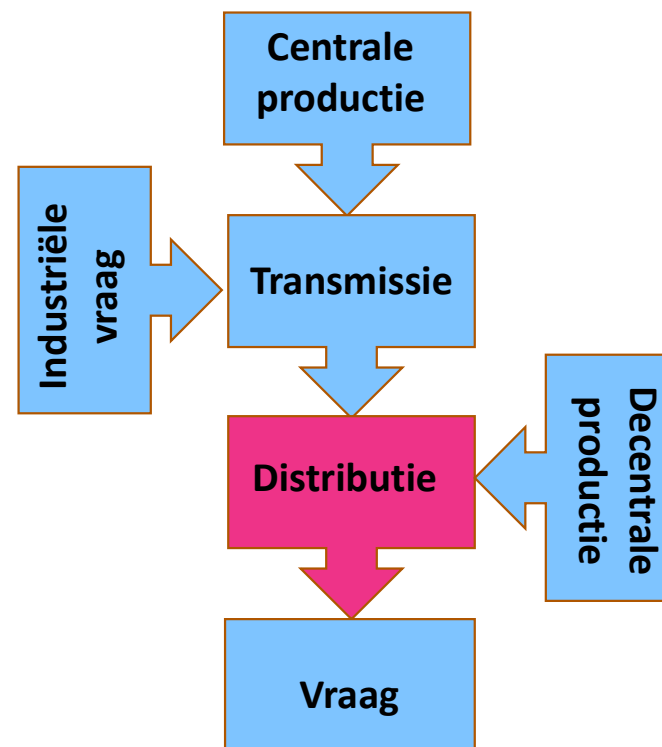 Centrale
productie
Industriële
vraag
Transmissie
Distributie
Decentrale
productie
Vraag